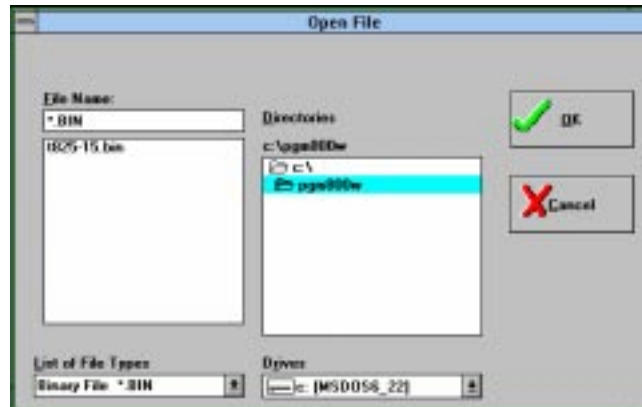 Open File
File Name:
*.BIN
t825-15.bin
Directories
c:\pgm800w
c:\
pgm800w
OK
Cancel
List of File Types
Binary File *.BIN
Drives
c: [MSDOS6_22]